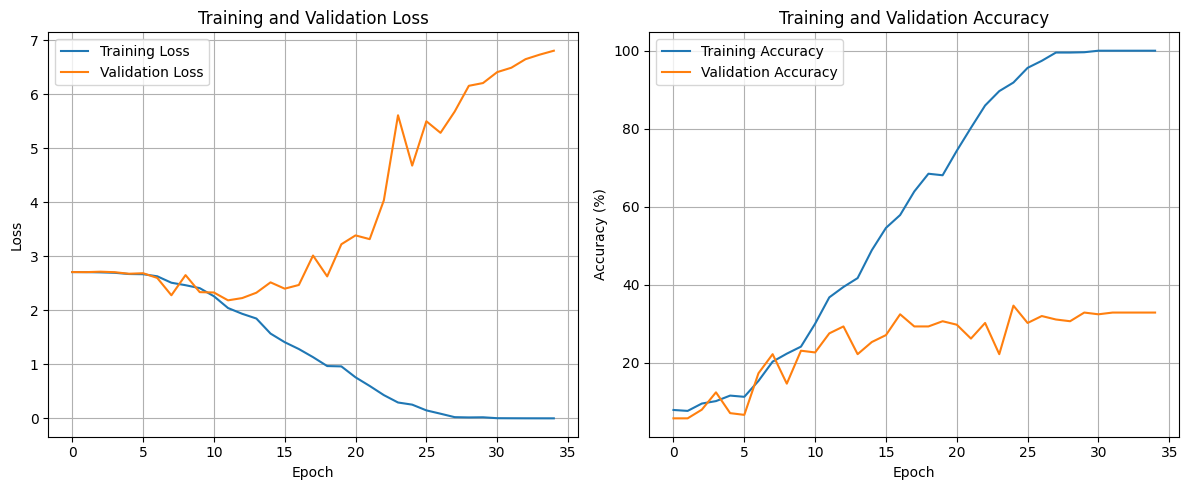 Training and Validation Loss
Training Loss
Validation Loss
7
6
5
4
3
2
1
0
Loss
0 5 10 15 20 25 30 35
Epoch
Training and Validation Accuracy
Training Accuracy
Validation Accuracy
100
80
60
40
20
Accuracy (%)
0 5 10 15 20 25 30 35
Epoch